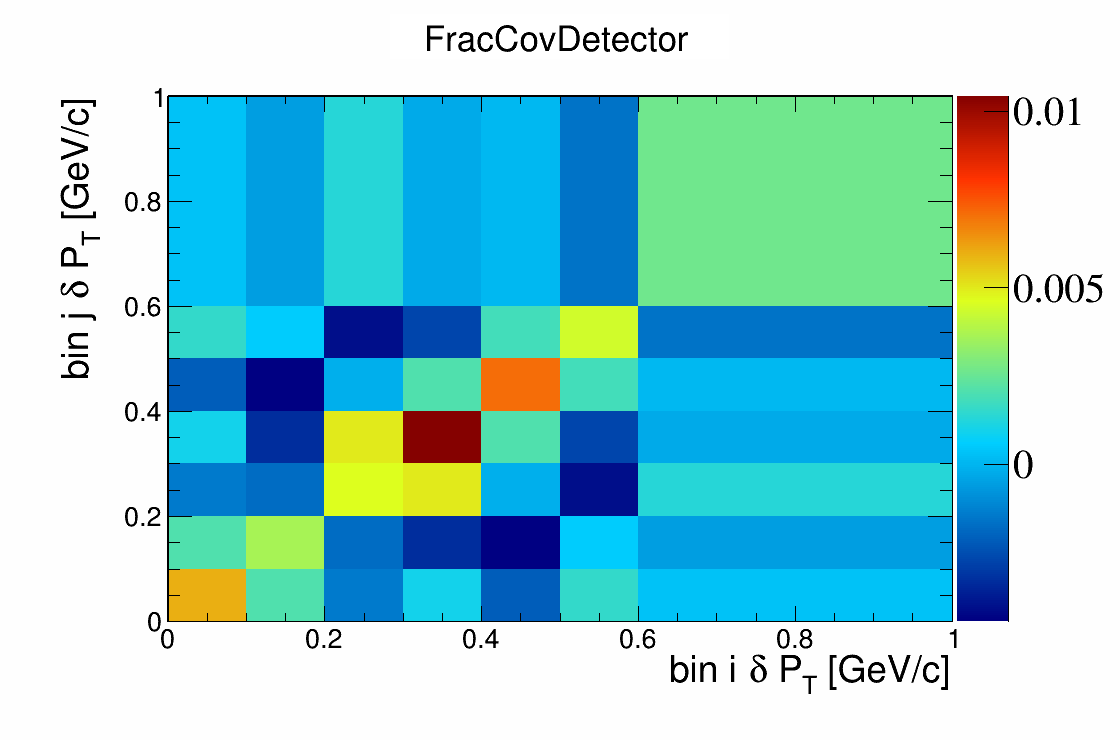 FracCovDetector
bin j δ P_T [GeV/c]
1
0.8
0.6
0.4
0.2
0
0 0.2 0.4 0.6 0.8 1
bin i δ P_T [GeV/c]
0.01
0.005
0